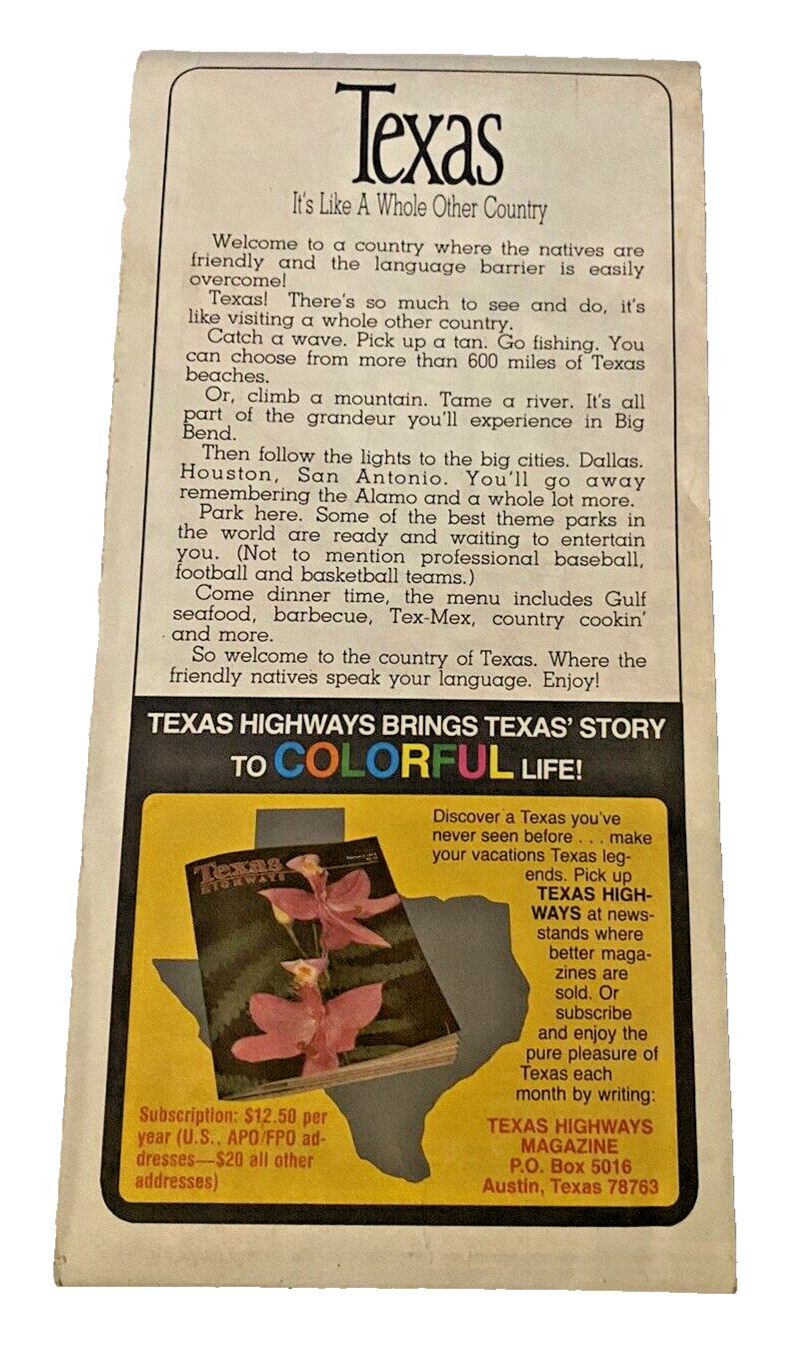 Texas
It's Like A Whole Other Country
Welcome to a country where the natives are
friendly and the language barrier is easily
overcome!
Texas! There's so much to see and do, it's
like visiting a whole other country.
Catch a wave. Pick up a tan. Go fishing. You
can choose from more than 600 miles of Texas
beaches.
Or, climb a mountain. Tame a river. It's all
part of the grandeur you'll experience in Big
Bend.
Then follow the lights to the big cities. Dallas.
Houston, San Antonio. You'll go away
remembering the Alamo and a whole lot more.
Park here. Some of the best theme parks in
the world are ready and waiting to entertain
you. (Not to mention professional baseball,
football and basketball teams.)
Come dinner time, the menu includes Gulf
seafood, barbecue, Tex-Mex, country cookin'
and more.
So welcome to the country of Texas. Where the
friendly natives speak your language. Enjoy!
TEXAS HIGHWAYS BRINGS TEXAS' STORY
TO COLORFUL LIFE!
Discover a Texas you've
never seen before . . . make
your vacations Texas leg-
ends. Pick up
TEXAS HIGH-
WAYS at news-
stands where
better maga-
zines are
sold. Or
subscribe
and enjoy the
pure pleasure of
Texas each
month by writing:
Texas
HIGHWAYS
Subscription: $12.50 per
year (U.S., APO/FPO ad-
dresses—$20 all other
addresses)
TEXAS HIGHWAYS
MAGAZINE
P.O. Box 5016
Austin, Texas 78763